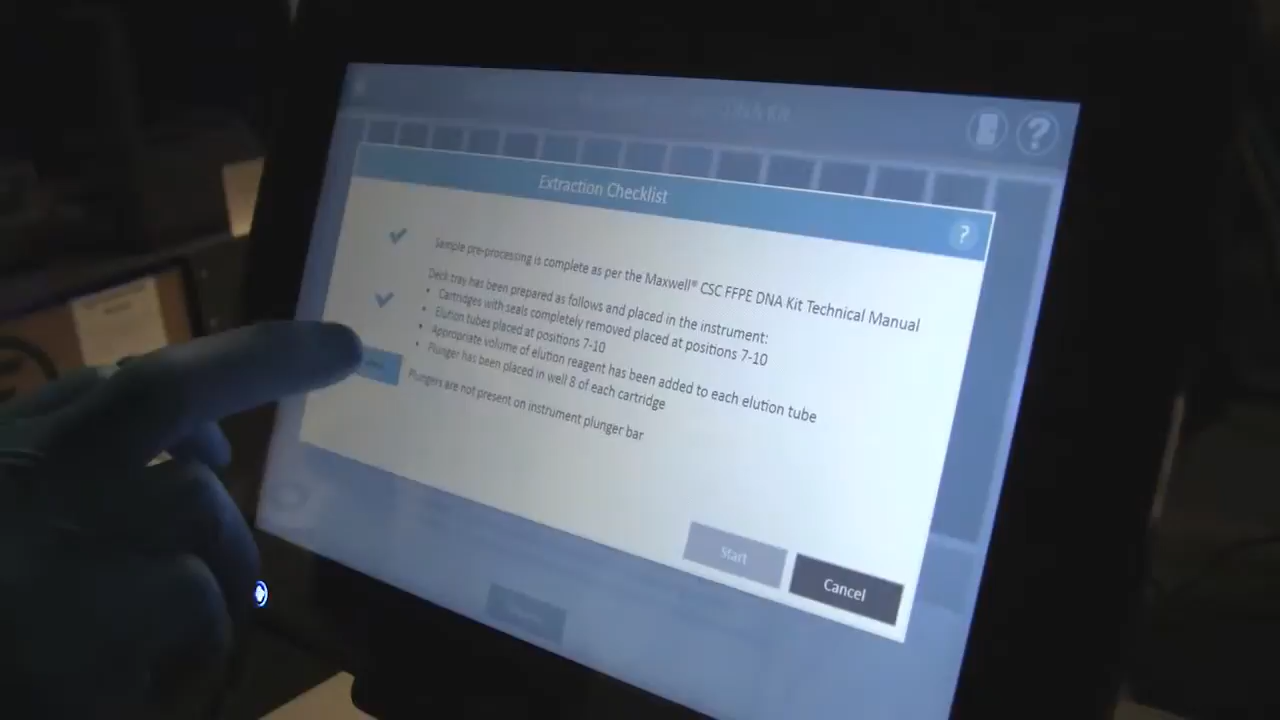 DNA Kit
?
Extraction Checklist
?
Sample pre-processing is complete as per the Maxwell® CSC FFPE DNA Kit Technical Manual
Deck tray has been prepared as follows and placed in the instrument:
• Cartridges with seals completely removed placed at positions 7-10
• Elution tubes placed at positions 7-10
• Appropriate volume of elution reagent has been added to each elution tube
• Plunger has been placed in well 8 of each cartridge
Plungers are not present on instrument plunger bar
Start
Cancel